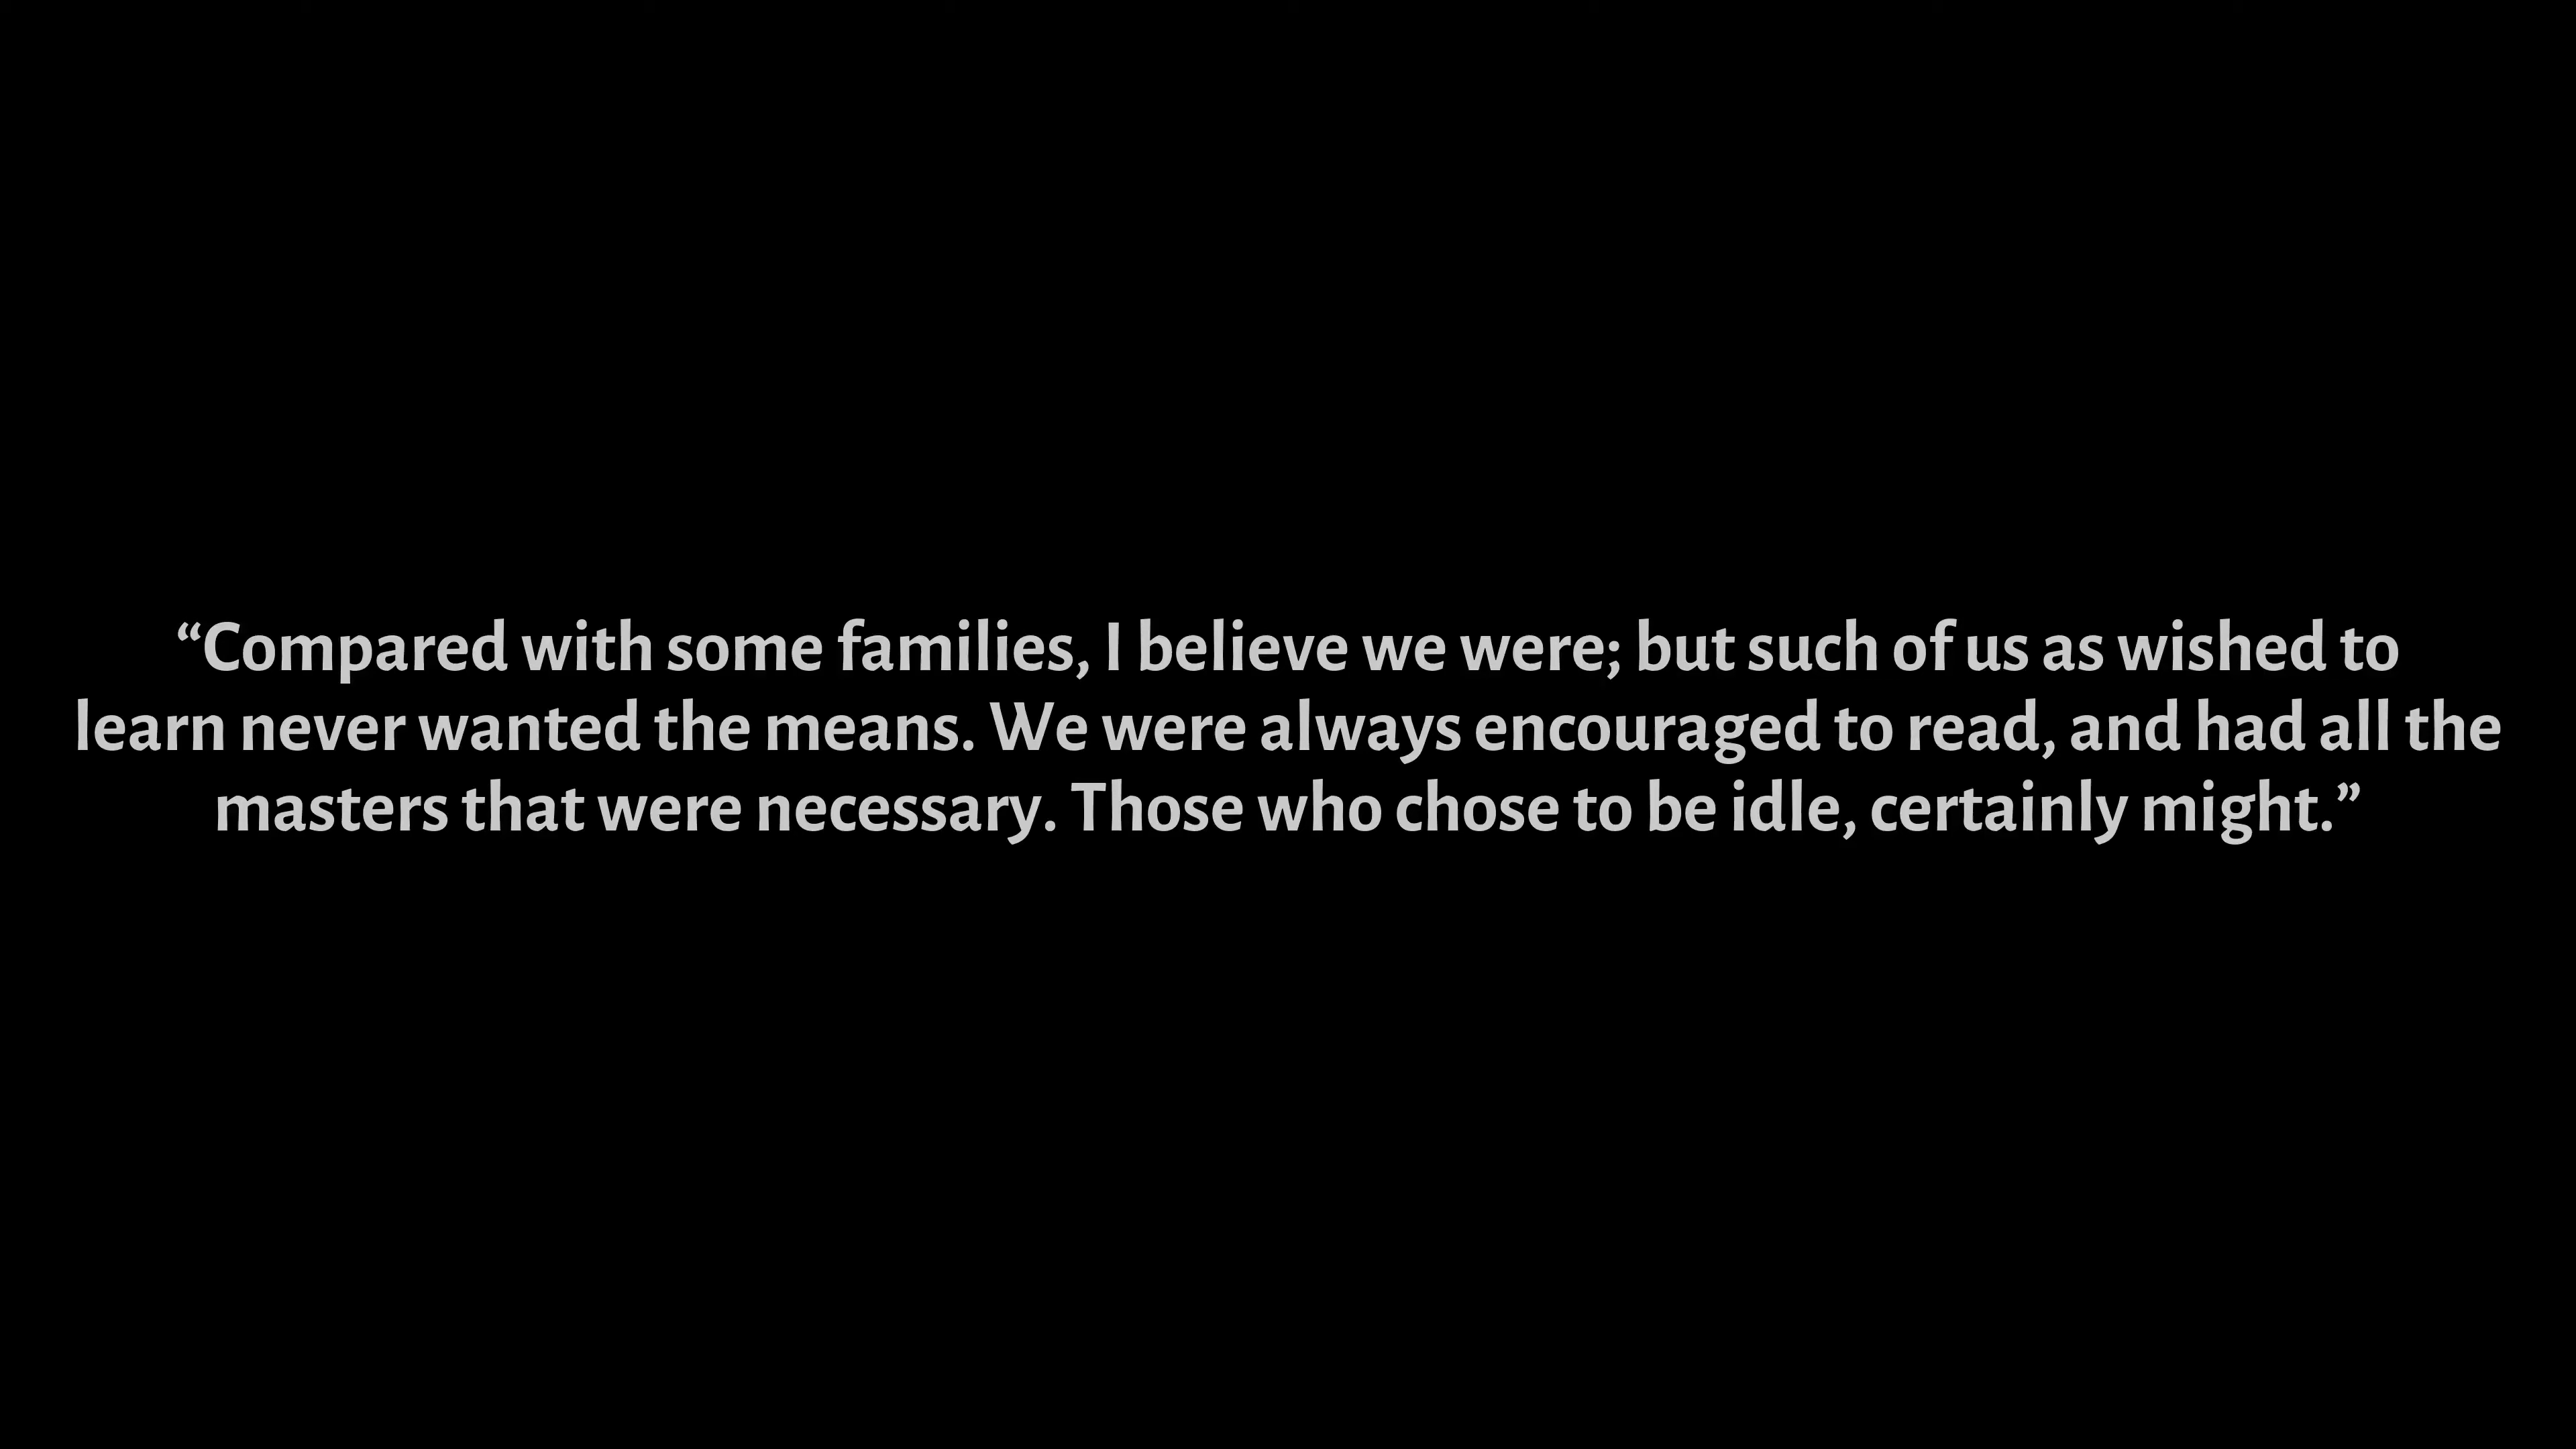 “Compared with some families, I believe we were; but such of us as wished to
learn never wanted the means. We were always encouraged to read, and had all the
masters that were necessary. Those who chose to be idle, certainly might.”